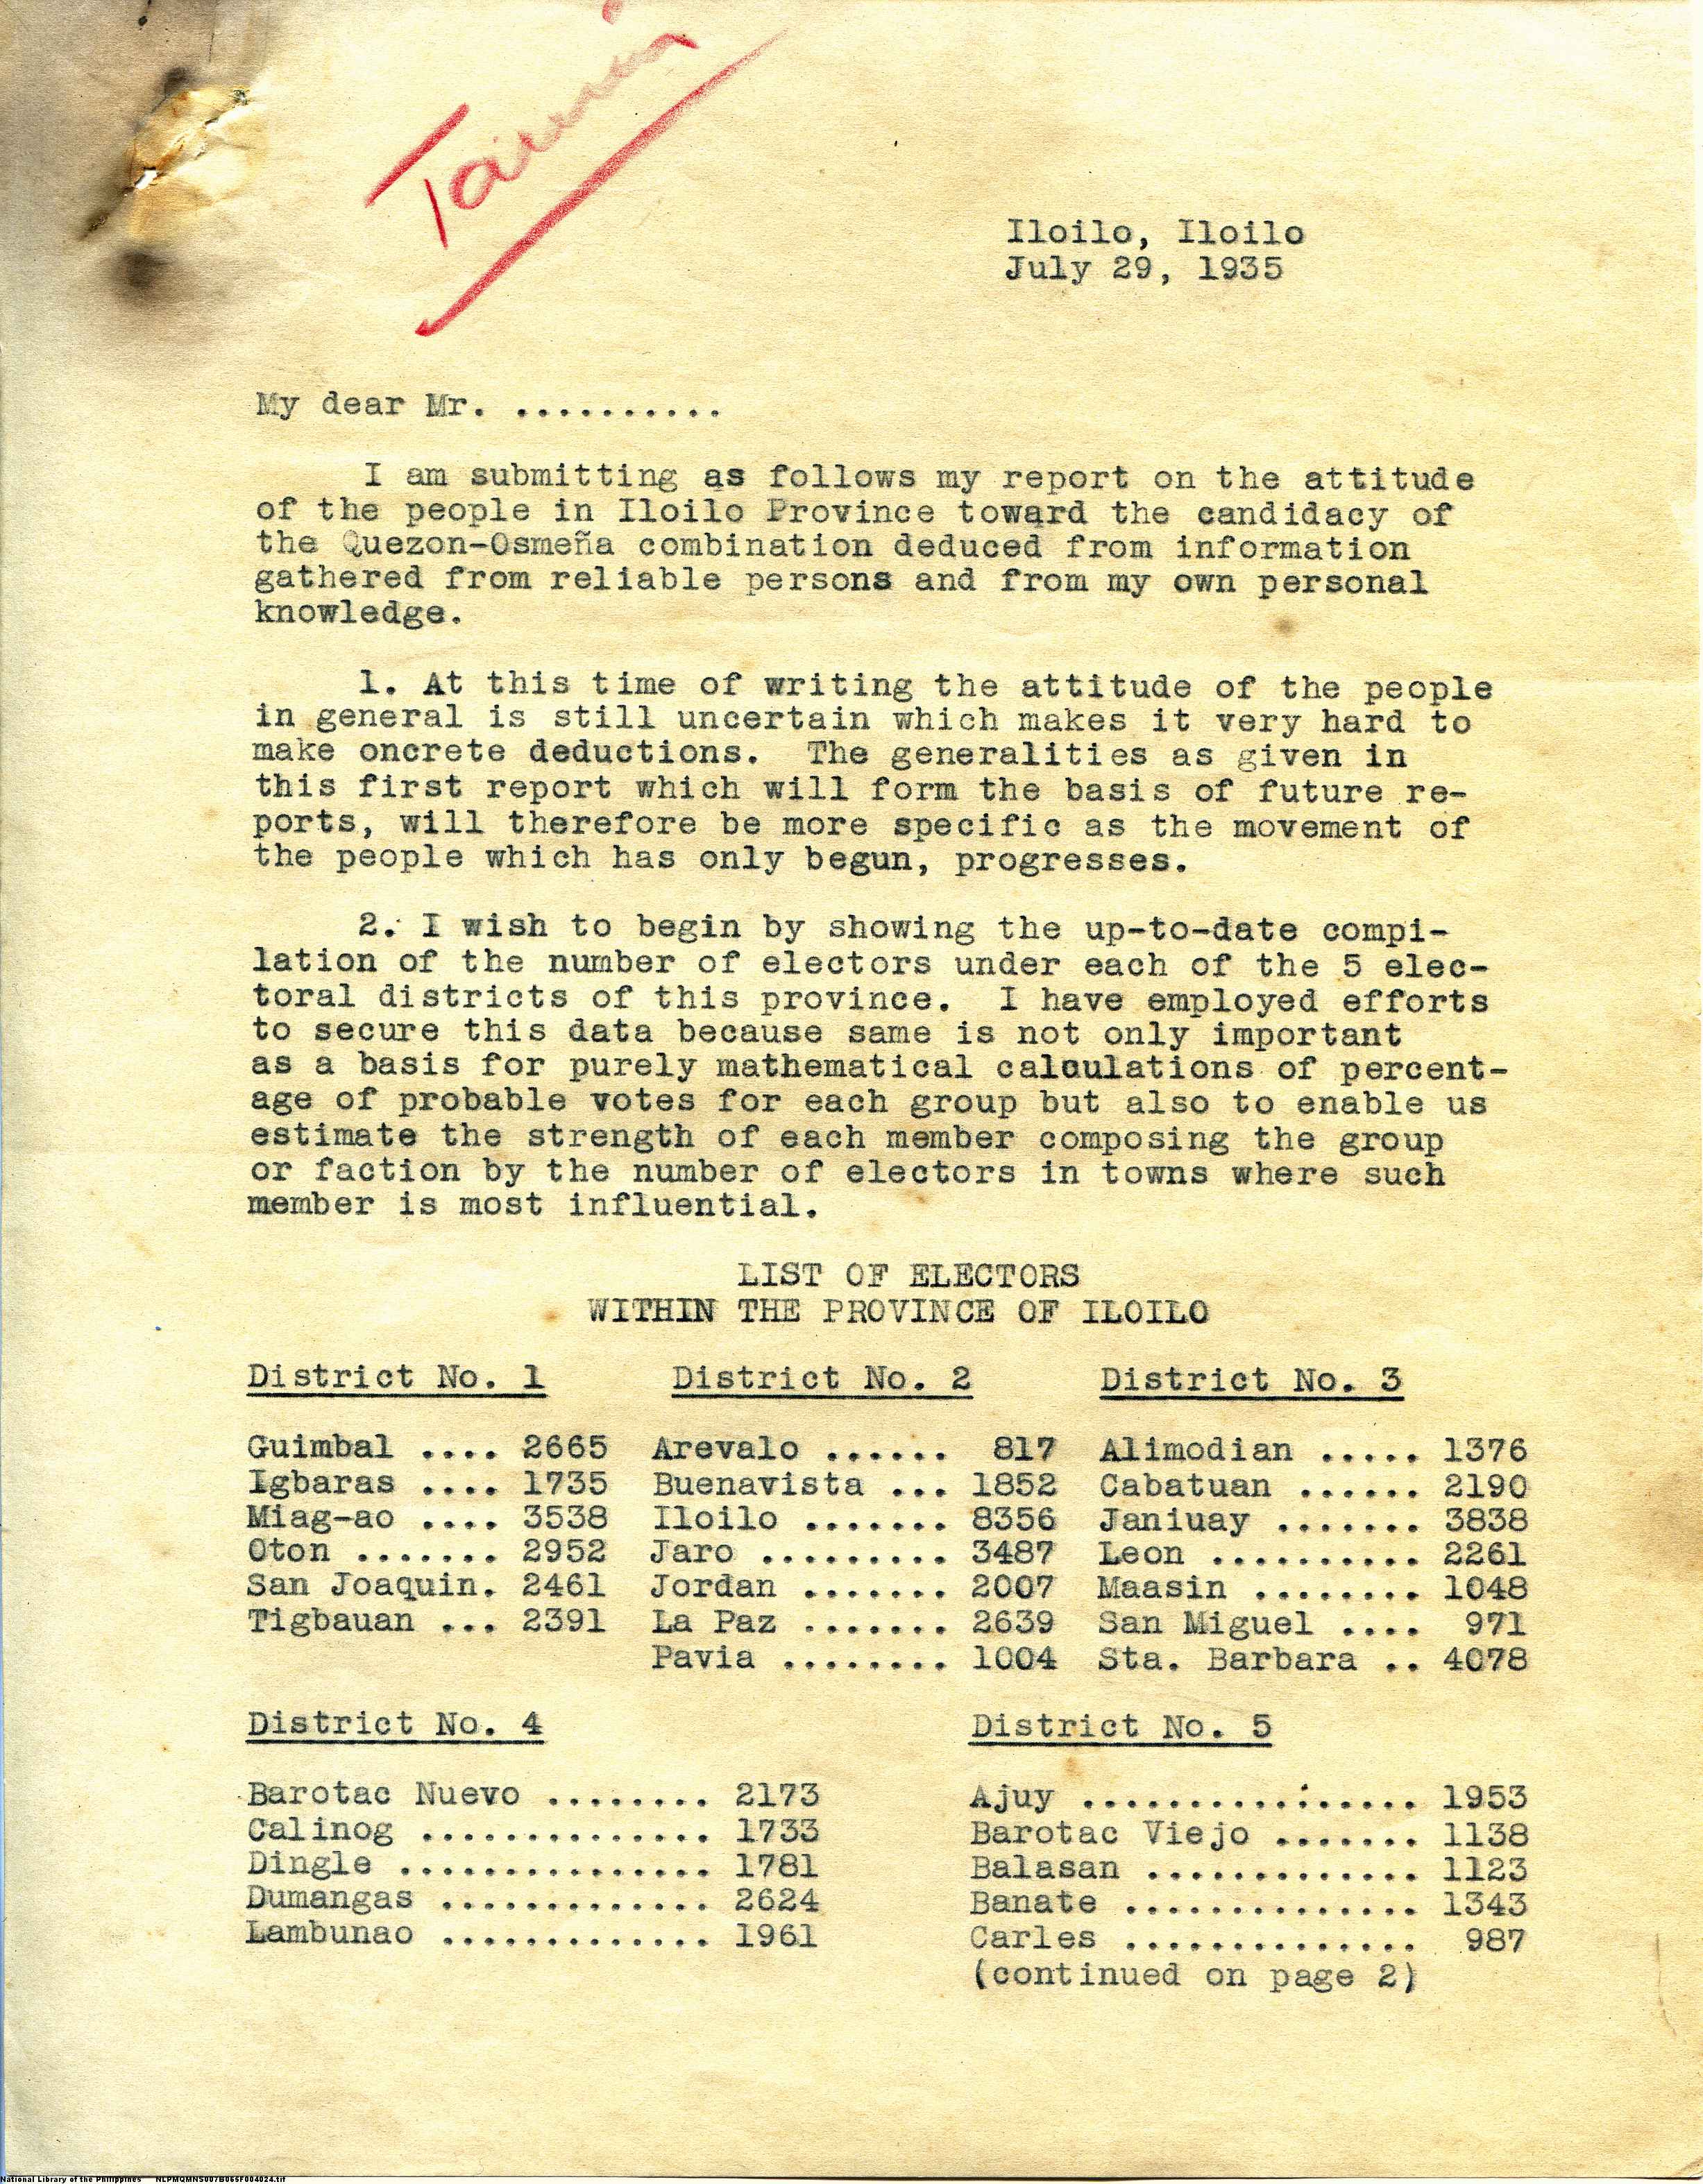 Iloilo, Iloilo
July 29, 1935
My dear Mr. ..........
I am submitting as follows my report on the attitude
of the people in Iloilo Province toward the candidacy of
the Quezon-Osmeña combination deduced from information
gathered from reliable persons and from my own personal
knowledge.
1. At this time of writing the attitude of the people
in general is still uncertain which makes it very hard to
make oncrete deductions. The generalities as given in
this first report which will form the basis of future re-
ports, will therefore be more specific as the movement of
the people which has only begun, progresses.
2. I wish to begin by showing the up-to-date compi-
lation of the number of electors under each of the 5 elec-
toral districts of this province. I have employed efforts
to secure this data because same is not only important
as a basis for purely mathematical calculations of percent-
age of probable votes for each group but also to enable us
estimate the strength of each member composing the group
or faction by the number of electors in towns where such
member is most influential.
LIST OF ELECTORS
WITHIN THE PROVINCE OF ILOILO
District No. 1 District No. 2 District No. 3
Guimbal .... 2665 Arevalo ...... 817 Alimodian ..... 1376
Igbaras .... 1735 Buenavista ... 1852 Cabatuan ...... 2190
Miag-ao .... 3538 Iloilo ....... 8356 Janiuay ....... 3838
Oton ....... 2952 Jaro ......... 3487 Leon .......... 2261
San Joaquin. 2461 Jordan ....... 2007 Maasin ........ 1048
Tigbauan ... 2391 La Paz ....... 2639 San Miguel .... 971
Pavia ........ 1004 Sta. Barbara .. 4078
District No. 4 District No. 5
Barotac Nuevo ........ 2173 Ajuy ................ 1953
Calinog .............. 1733 Barotac Viejo ....... 1138
Dingle ............... 1781 Balasan ............. 1123
Dumangas ............. 2624 Banate .............. 1343
Lambunao ............. 1961 Carles .............. 987
(continued on page 2)
National Library of the Philippines NLPMQMNS007B065F004024.tif